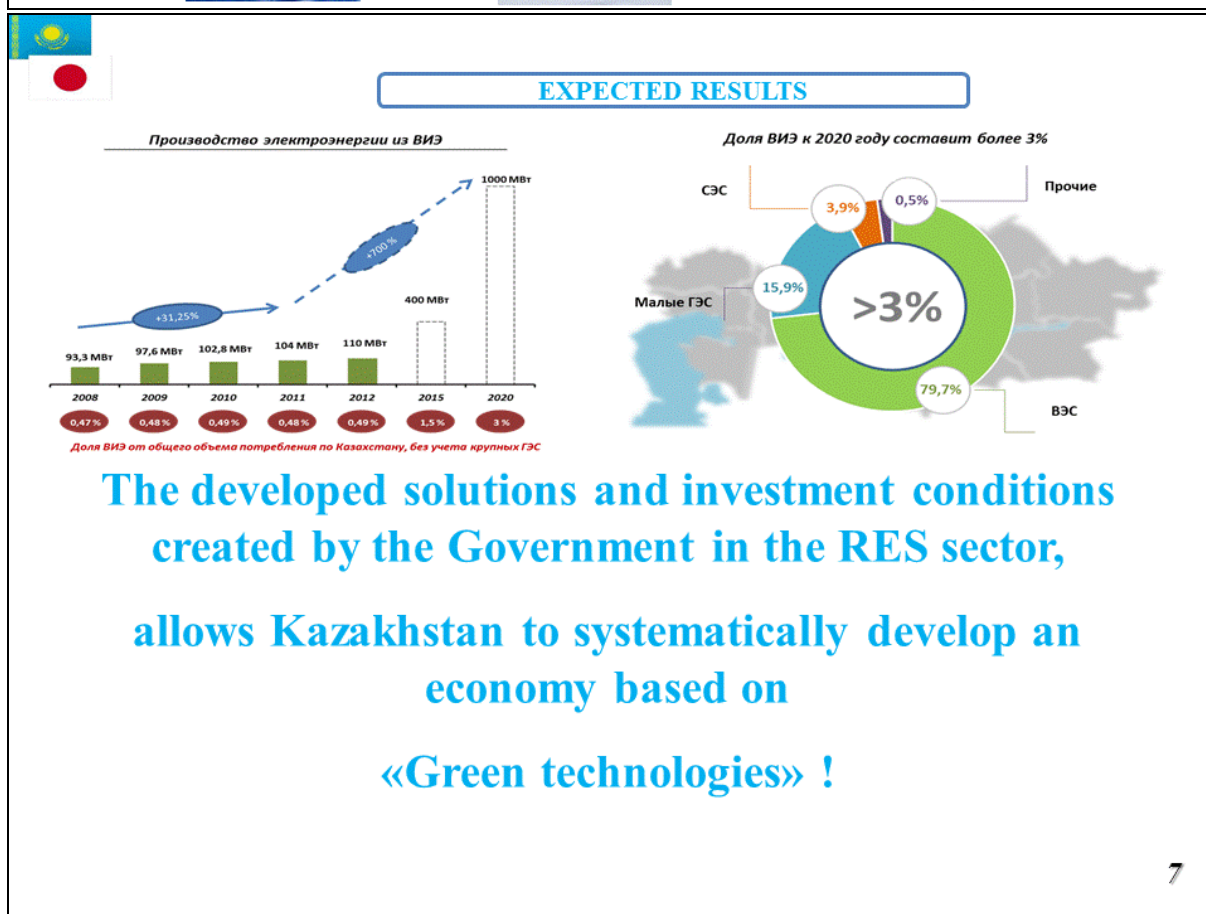 EXPECTED RESULTS
Производство электроэнергии из ВИЭ
+31,25%
+700 %
93,3 МВт
97,6 МВт
102,8 МВт
104 МВт
110 МВт
400 МВт
1000 МВт
2008
2009
2010
2011
2012
2015
2020
0,47 %
0,48 %
0,49 %
0,48 %
0,49 %
1,5 %
3 %
Доля ВИЭ от общего объема потребления по Казахстану, без учета крупных ГЭС
Доля ВИЭ к 2020 году составит более 3%
СЭС
3,9%
0,5%
Прочие
Малые ГЭС
15,9%
>3%
79,7%
ВЭС
The developed solutions and investment conditions
created by the Government in the RES sector,
allows Kazakhstan to systematically develop an
economy based on
«Green technologies» !
7